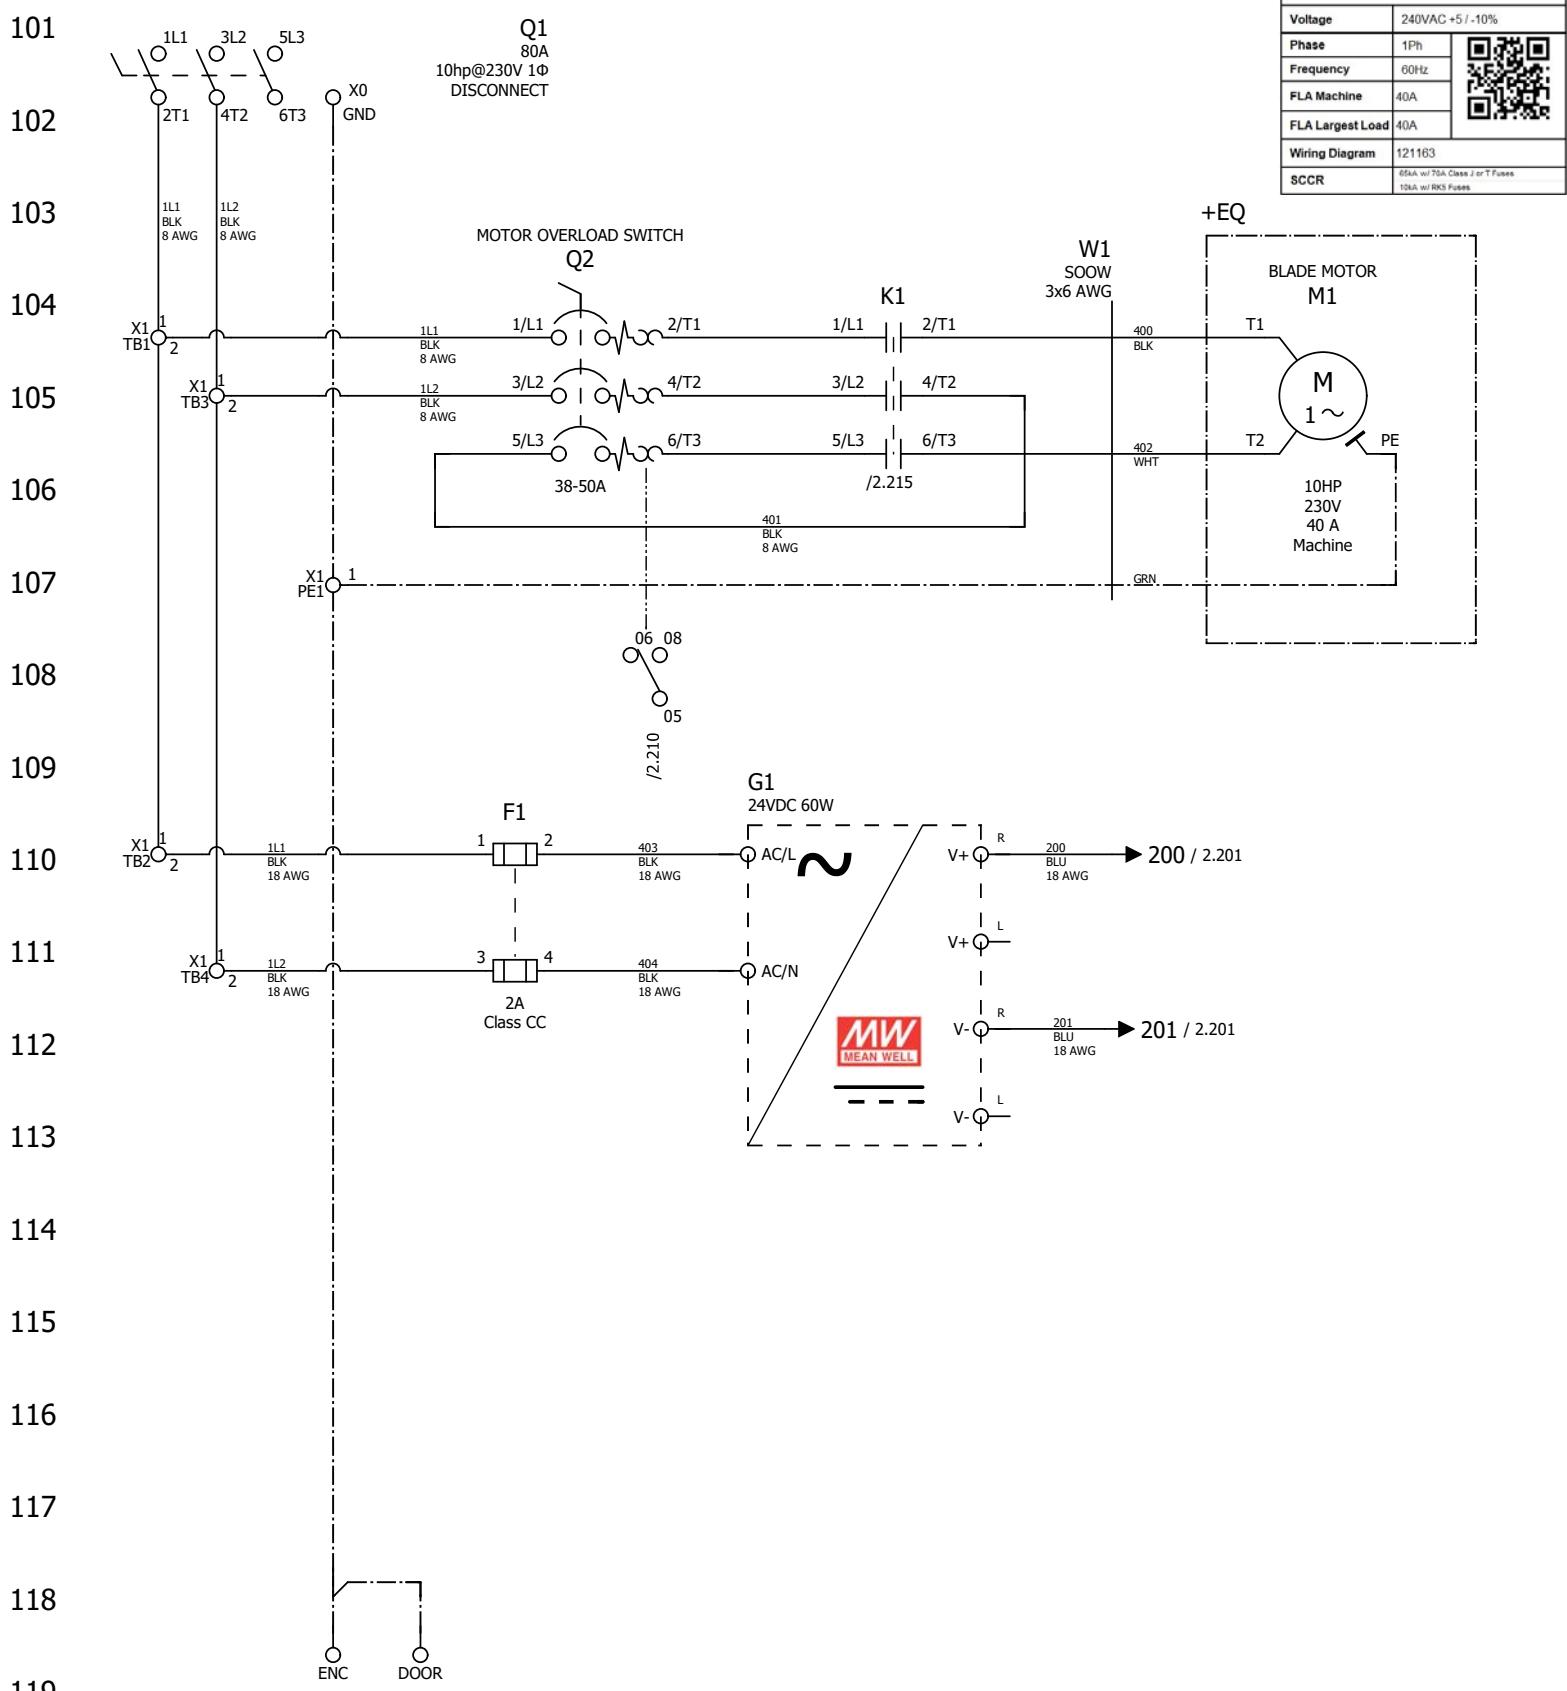 101
1L1
3L2
5L3
Q1
80A
10hp@230V 1Φ
DISCONNECT
Voltage
240VAC +5 / -10%
Phase
1Ph
Frequency
60Hz
FLA Machine
40A
FLA Largest Load
40A
Wiring Diagram
121163
SCCR
65kA w/ 70A Class J or T Fuses
10kA w/ RK5 Fuses
102
2T1
4T2
6T3
X0
GND
103
1L1
BLK
8 AWG
1L2
BLK
8 AWG
MOTOR OVERLOAD SWITCH
Q2
W1
SOOW
3x6 AWG
+EQ
BLADE MOTOR
M1
104
X1
TB1
1
2
1L1
BLK
8 AWG
1/L1
2/T1
K1
1/L1
2/T1
400
BLK
T1
105
X1
TB3
1
2
1L2
BLK
8 AWG
3/L2
4/T2
3/L2
4/T2
M
1~
5/L3
6/T3
5/L3
6/T3
402
WHT
T2
PE
106
38-50A
/2.215
10HP
230V
40 A
Machine
401
BLK
8 AWG
107
X1
PE1
1
GRN
06
08
108
05
/2.210
109
G1
24VDC 60W
F1
110
X1
TB2
1
2
1L1
BLK
18 AWG
1
2
403
BLK
18 AWG
AC/L
~
V+
R
200
BLU
18 AWG
200 / 2.201
V+
L
111
X1
TB4
1
2
1L2
BLK
18 AWG
3
4
404
BLK
18 AWG
AC/N
2A
Class CC
112
MW
MEAN WELL
V-
R
201
BLU
18 AWG
201 / 2.201
V-
L
113
114
115
116
117
118
ENC
DOOR
119